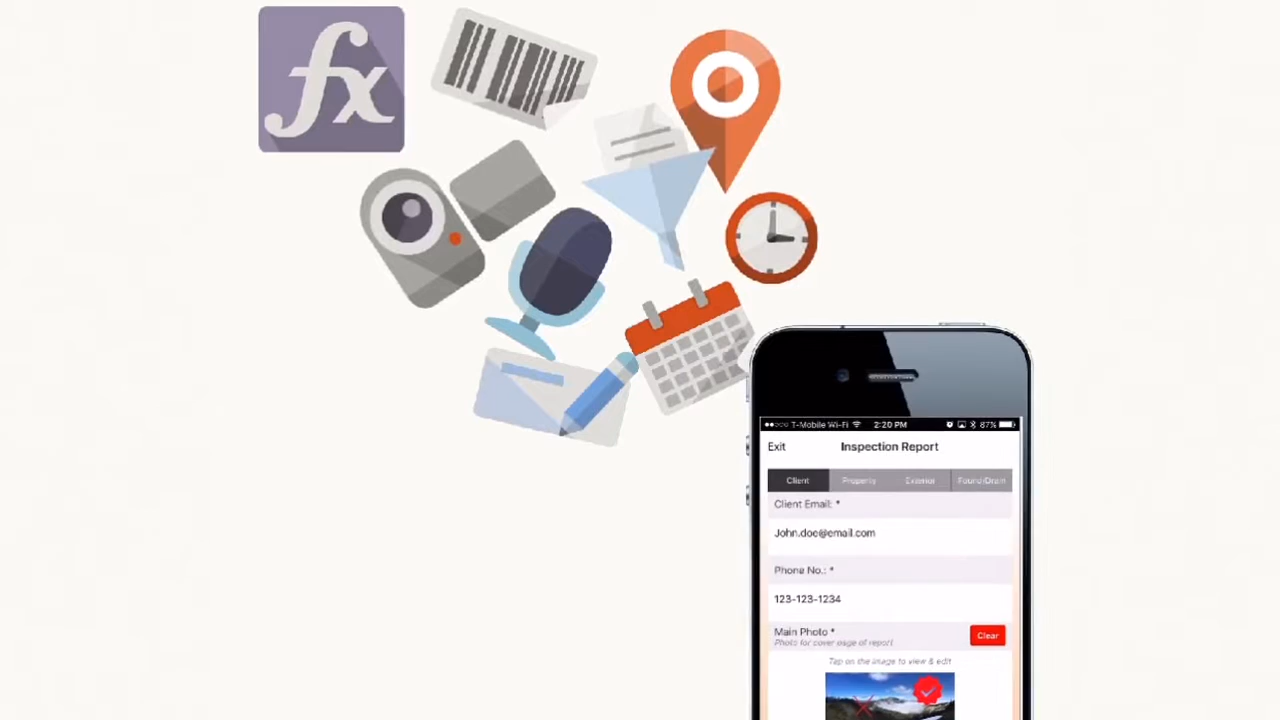 fx
T-Mobile Wi-Fi 2:20 PM 87%
Exit Inspection Report
Client Property Exterior Found/Drain
Client Email: *
John.doe@email.com
Phone No.: *
123-123-1234
Main Photo *
Photo for cover page of report
Clear
Tap on the image to view & edit